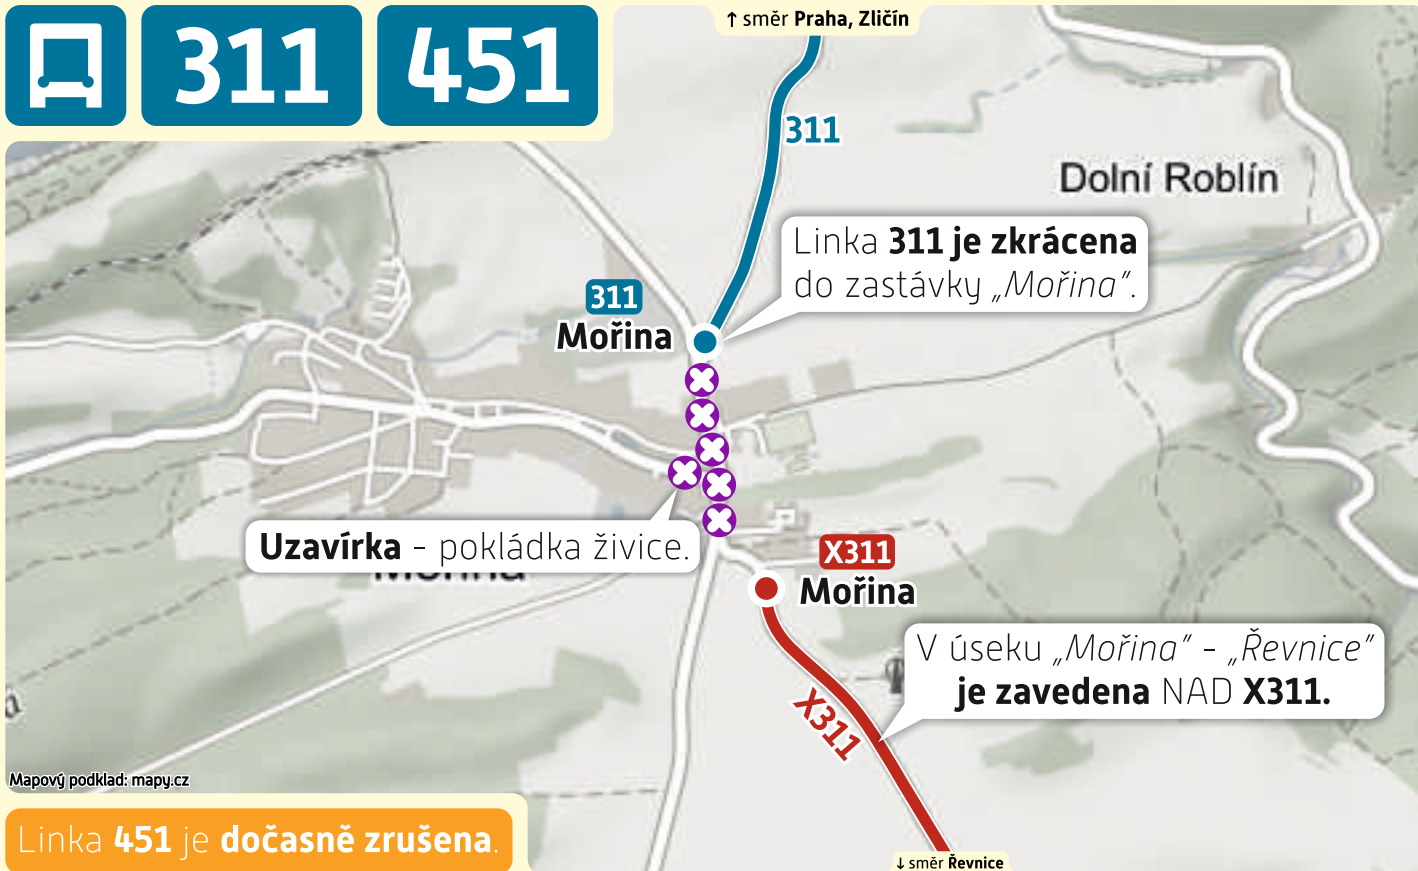 311 451
↑ směr Praha, Zličín
311
Dolní Roblín
Linka 311 je zkrácena
do zastávky „Mořina”.
311
Mořina
Uzavírka - pokládka živice.
X311
Mořina
V úseku „Mořina” - „Řevnice”
je zavedena NAD X311.
X311
Mapový podklad: mapy.cz
Linka 451 je dočasně zrušena.
↓ směr Řevnice